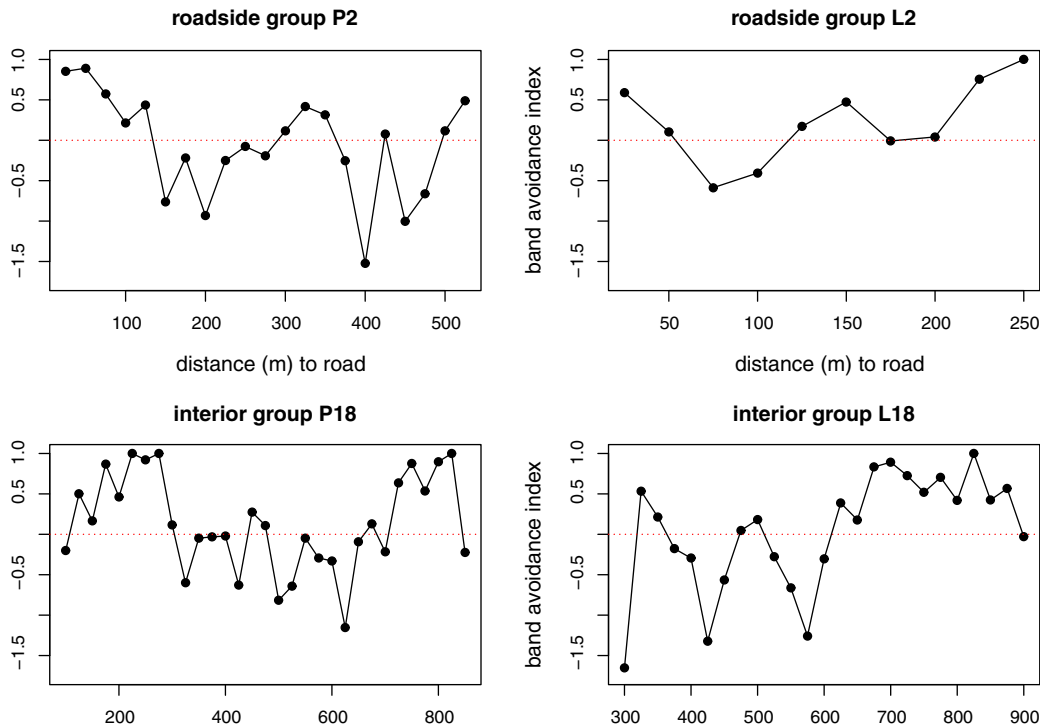 roadside group P2
1.0
0.5
−0.5
−1.5
100 200 300 400 500
distance (m) to road
roadside group L2
band avoidance index
1.0
0.5
−0.5
−1.5
50 100 150 200 250
distance (m) to road
interior group P18
1.0
0.5
−0.5
−1.5
200 400 600 800
interior group L18
band avoidance index
1.0
0.5
−0.5
−1.5
300 400 500 600 700 800 900